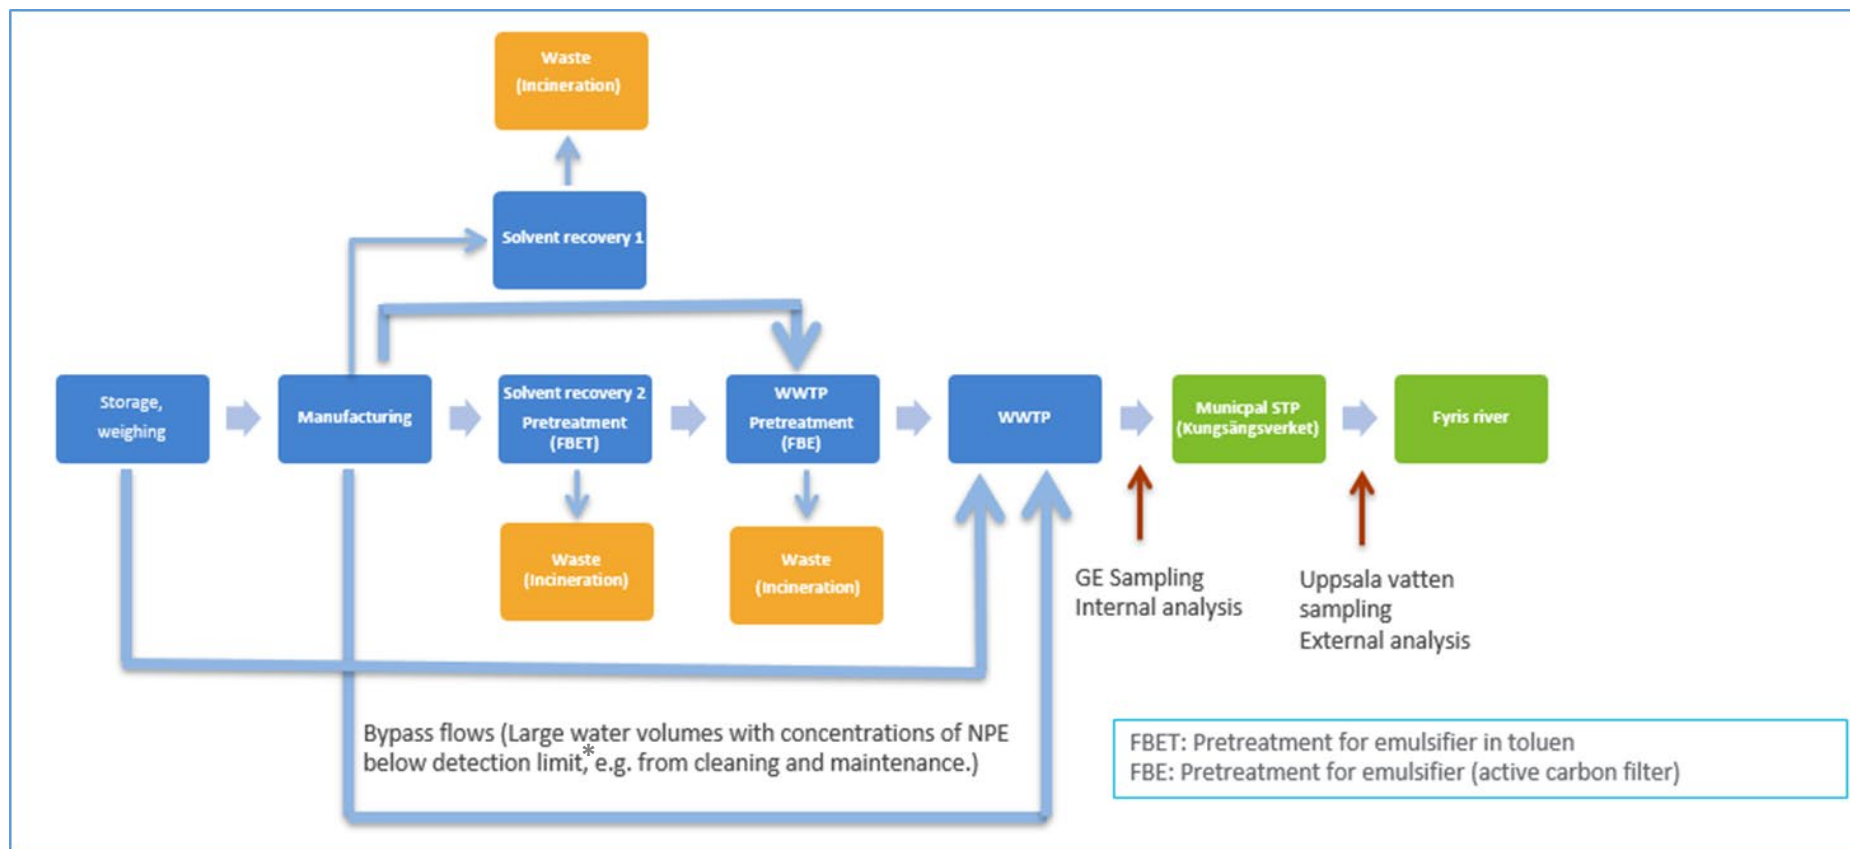 Waste
(Incineration)
Solvent recovery 1
Storage,
weighing
Manufacturing
Solvent recovery 2
Pretreatment
(FBET)
WWTP
Pretreatment
(FBE)
WWTP
Municpal STP
(Kungsängsverket)
Fyris river
Waste
(Incineration)
Waste
(Incineration)
GE Sampling
Internal analysis
Uppsala vatten
sampling
External analysis
Bypass flows (Large water volumes with concentrations of NPE
below detection limit,* e.g. from cleaning and maintenance.)
FBET: Pretreatment for emulsifier in toluen
FBE: Pretreatment for emulsifier (active carbon filter)